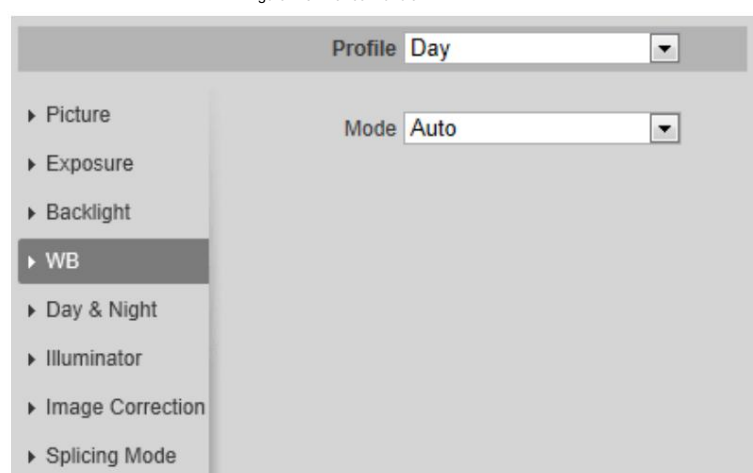 Profile Day
Mode Auto
Picture
Exposure
Backlight
WB
Day & Night
Illuminator
Image Correction
Splicing Mode